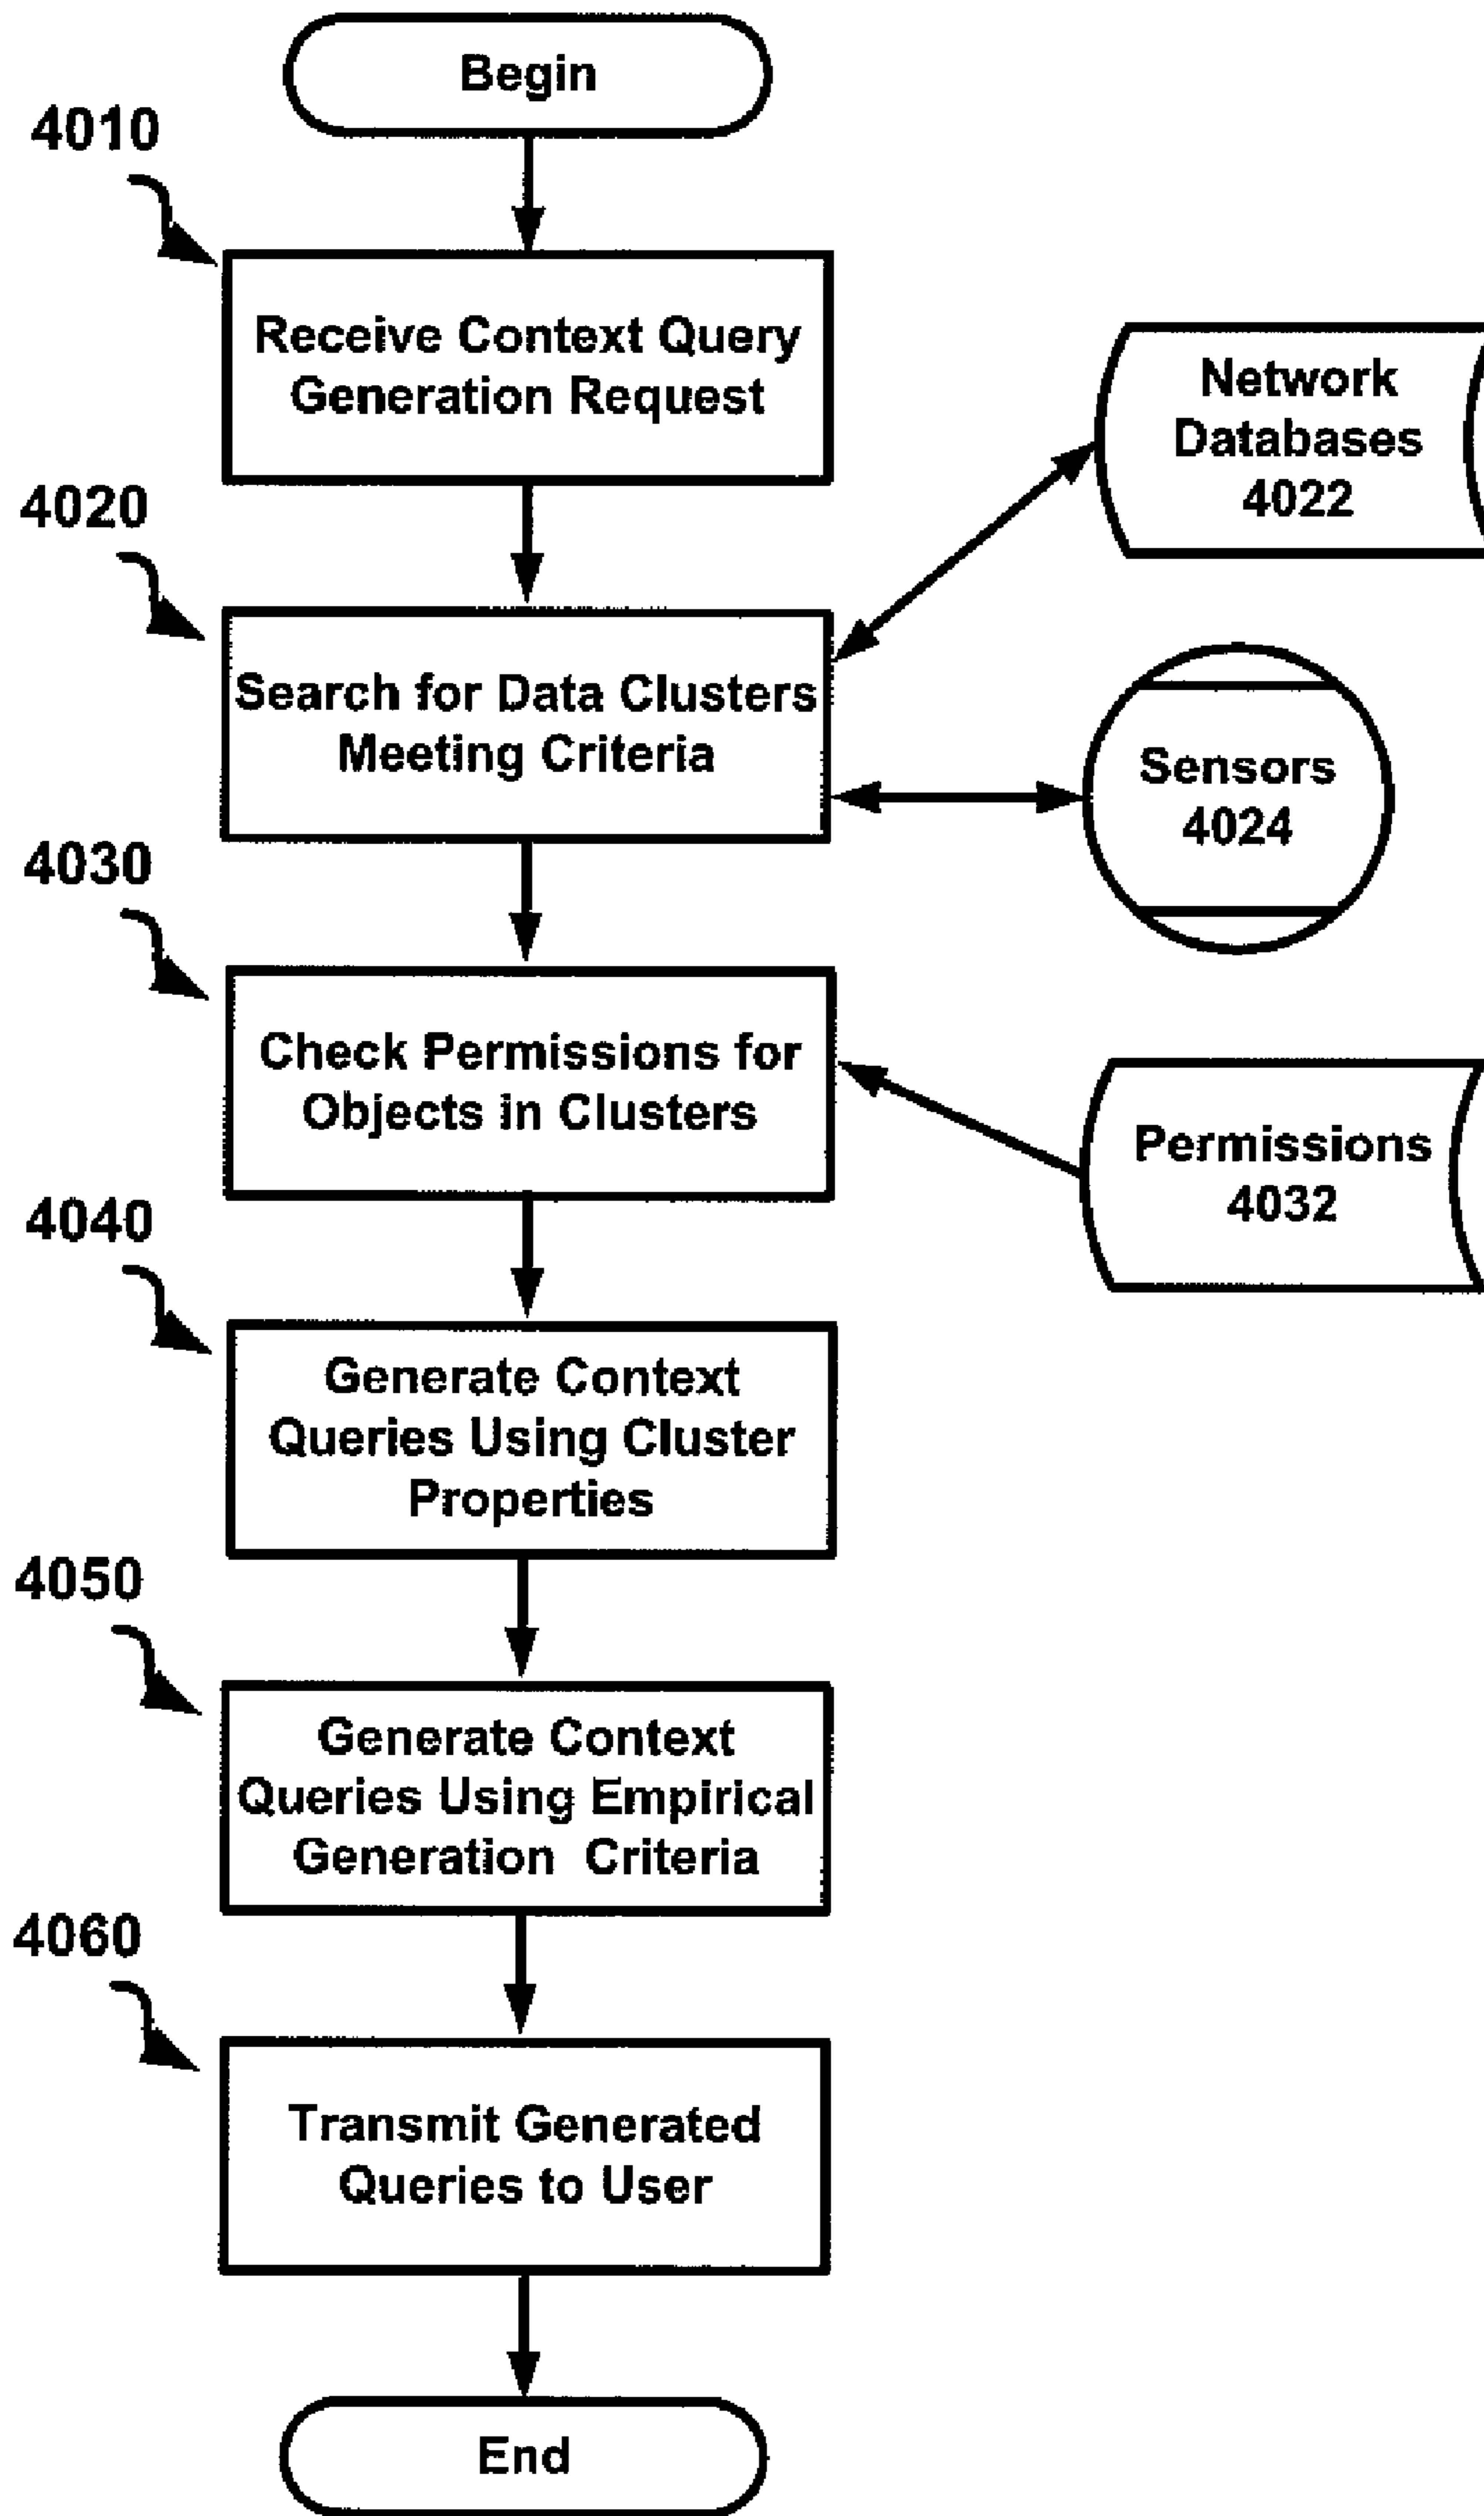 Begin
4010
Receive Context Query
Generation Request
Network
Databases
4022
4020
Search for Data Clusters
Meeting Criteria
Sensors
4024
4030
Check Permissions for
Objects in Clusters
Permissions
4032
4040
Generate Context
Queries Using Cluster
Properties
4050
Generate Context
Queries Using Empirical
Generation Criteria
4060
Transmit Generated
Queries to User
End